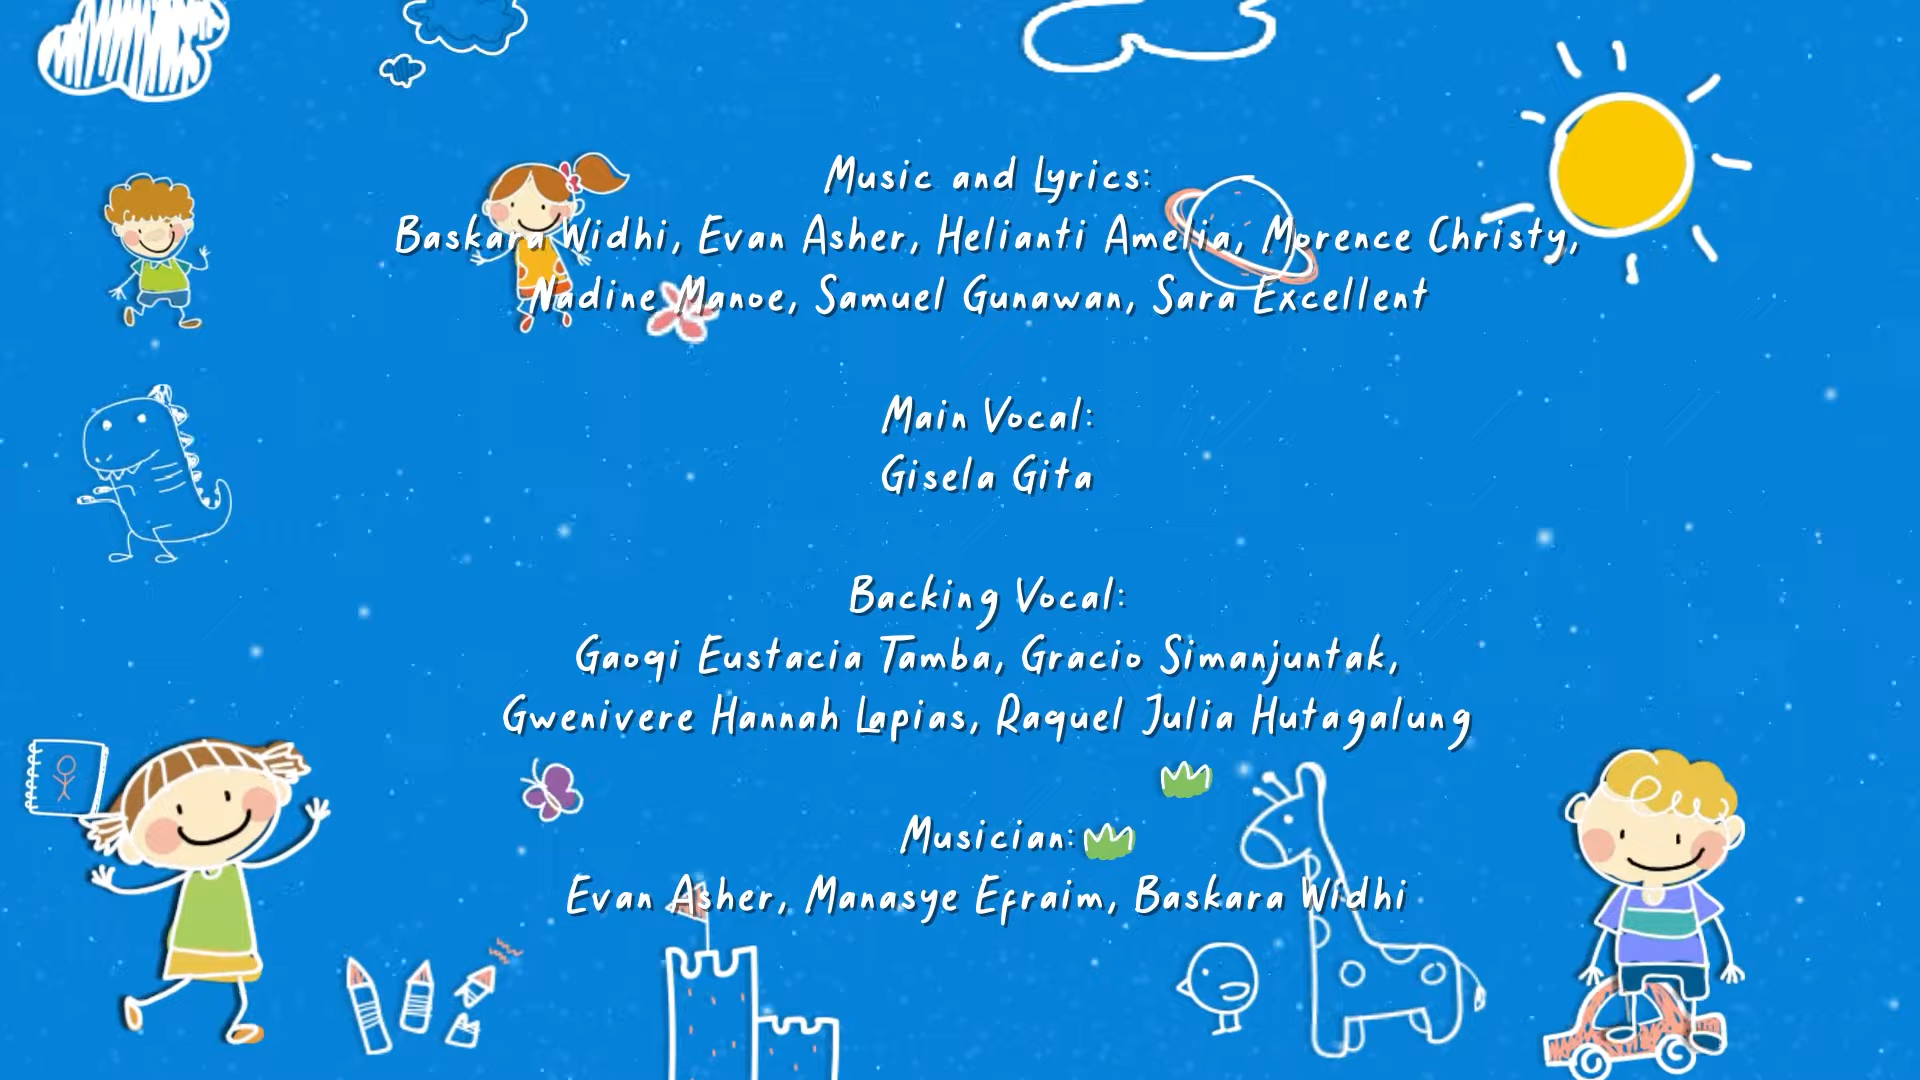 Music and Lyrics:
Baskara Widhi, Evan Asher, Helianti Amelia, Morence Christy,
Nadine Manoe, Samuel Gunawan, Sara Excellent
Main Vocal:
Gisela Gita
Backing Vocal:
Gaoqi Eustacia Tamba, Gracio Simanjuntak,
Gwenivere Hannah Lapias, Raquel Julia Hutagalung
Musician:
Evan Asher, Manasye Efraim, Baskara Widhi